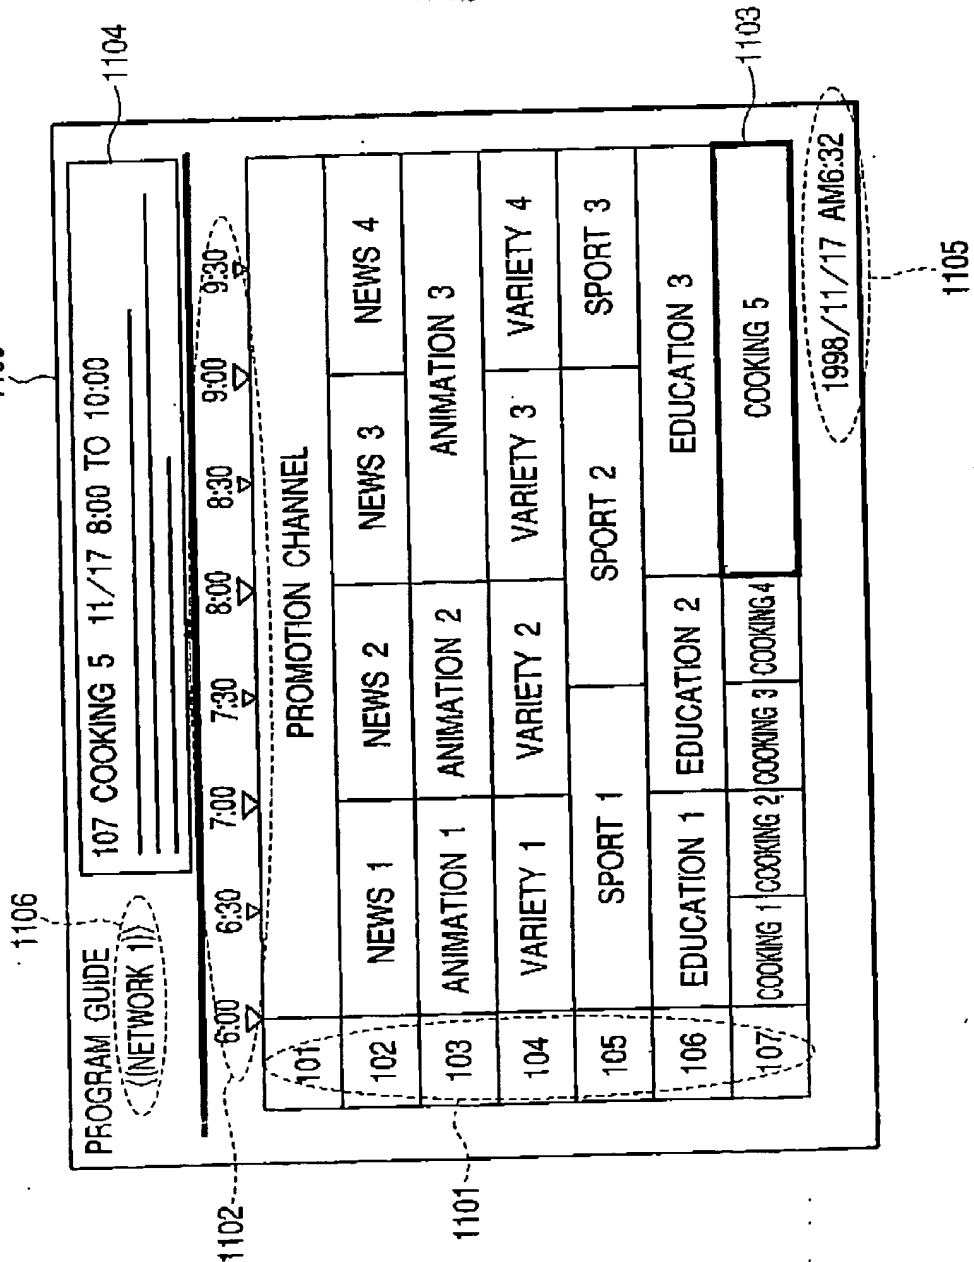 1104
PROGRAM GUIDE
107 COOKING 5 11/17 8:00 TO 10:00
1106
⟨⟨NETWORK 1⟩⟩
1102
6:00 6:30 7:00 7:30 8:00 8:30 9:00 9:30
101 PROMOTION CHANNEL
102 NEWS 1 NEWS 2 NEWS 3 NEWS 4
103 ANIMATION 1 ANIMATION 2 ANIMATION 3
104 VARIETY 1 VARIETY 2 VARIETY 3 VARIETY 4
105 SPORT 1 SPORT 2 SPORT 3
106 EDUCATION 1 EDUCATION 2 EDUCATION 3
107 COOKING 1 COOKING 2 COOKING 3 COOKING 4 COOKING 5
1101
1103
1998/11/17 AM6:32
1105